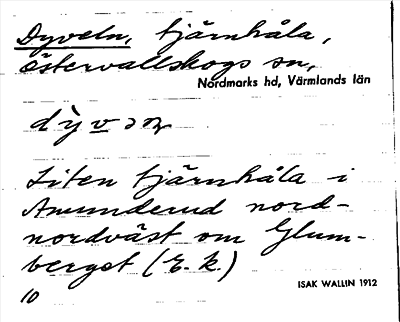 Dyveln, tjärnhåla,
Östervallskogs sn,
Nordmarks hd, Värmlands län
Liten tjärnhåla i
Amunderud nord-
nordväst om Glum-
berget (E. k.)
10
ISAK WALLIN 1912